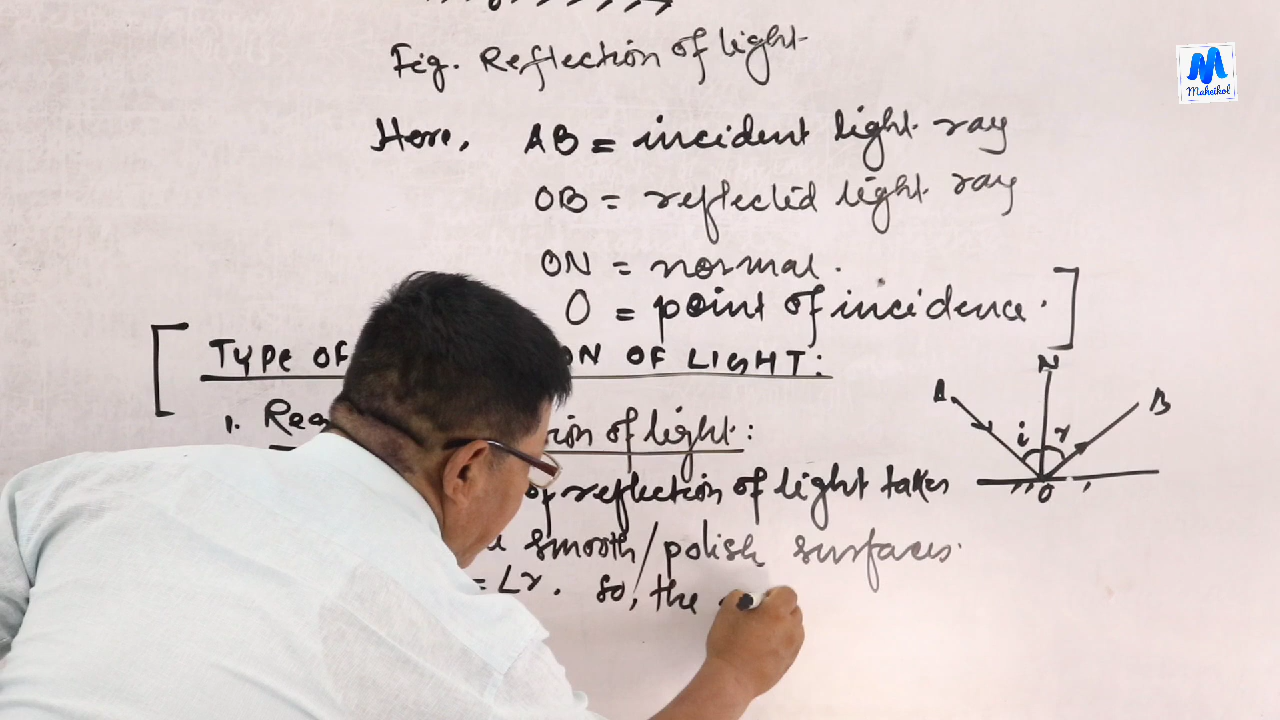 Fig. Reflection of light
Maheikol
Here, AB = incident light ray
OB = reflected light ray
ON = normal.
O = point of incidence.
TYPE OF ON OF LIGHT:
1. Reg ion of light:
of reflection of light takes
smooth/polish surfaces.
= ∠r. So, the
N
A
B
i
r
O